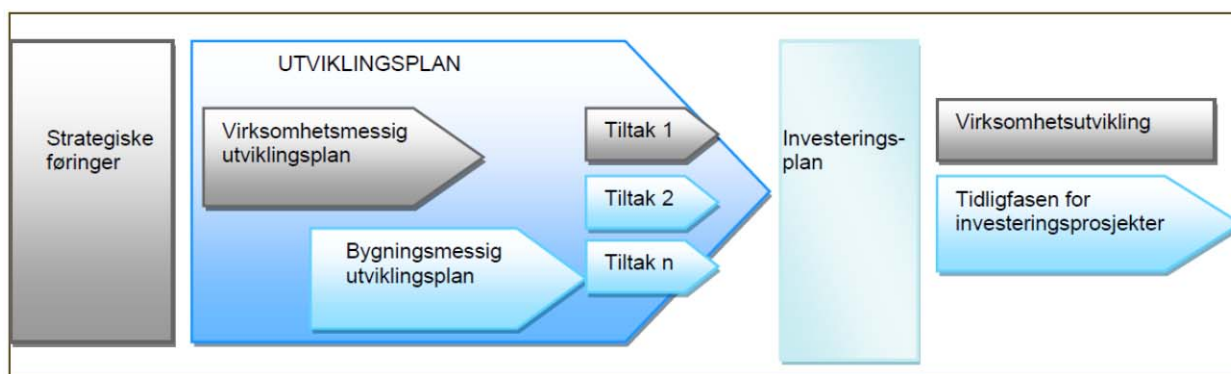 Strategiske
føringer
UTVIKLINGSPLAN
Virksomhetsmessig
utviklingsplan
Bygningsmessig
utviklingsplan
Tiltak 1
Tiltak 2
Tiltak n
Investerings-
plan
Virksomhetsutvikling
Tidligfasen for
investeringsprosjekter